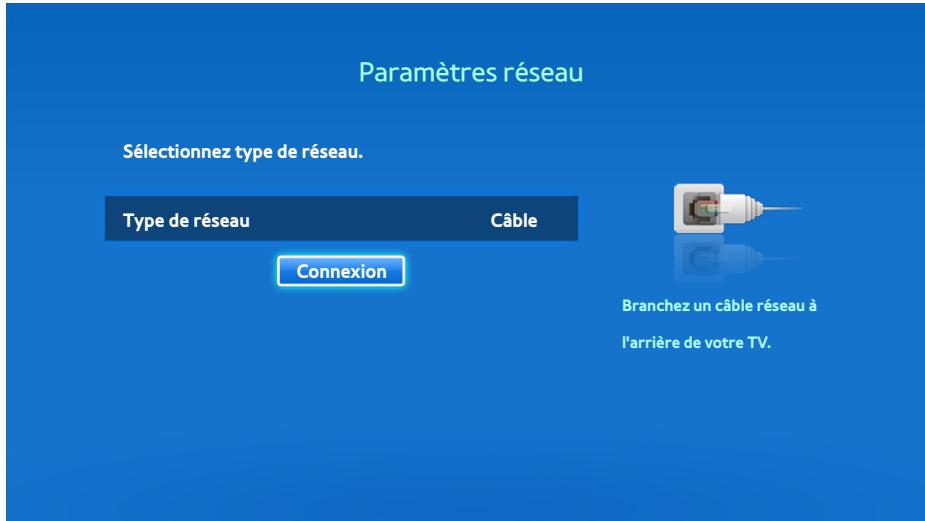 Paramètres réseau
Sélectionnez type de réseau.
Type de réseau Câble
Connexion
Branchez un câble réseau à
l'arrière de votre TV.